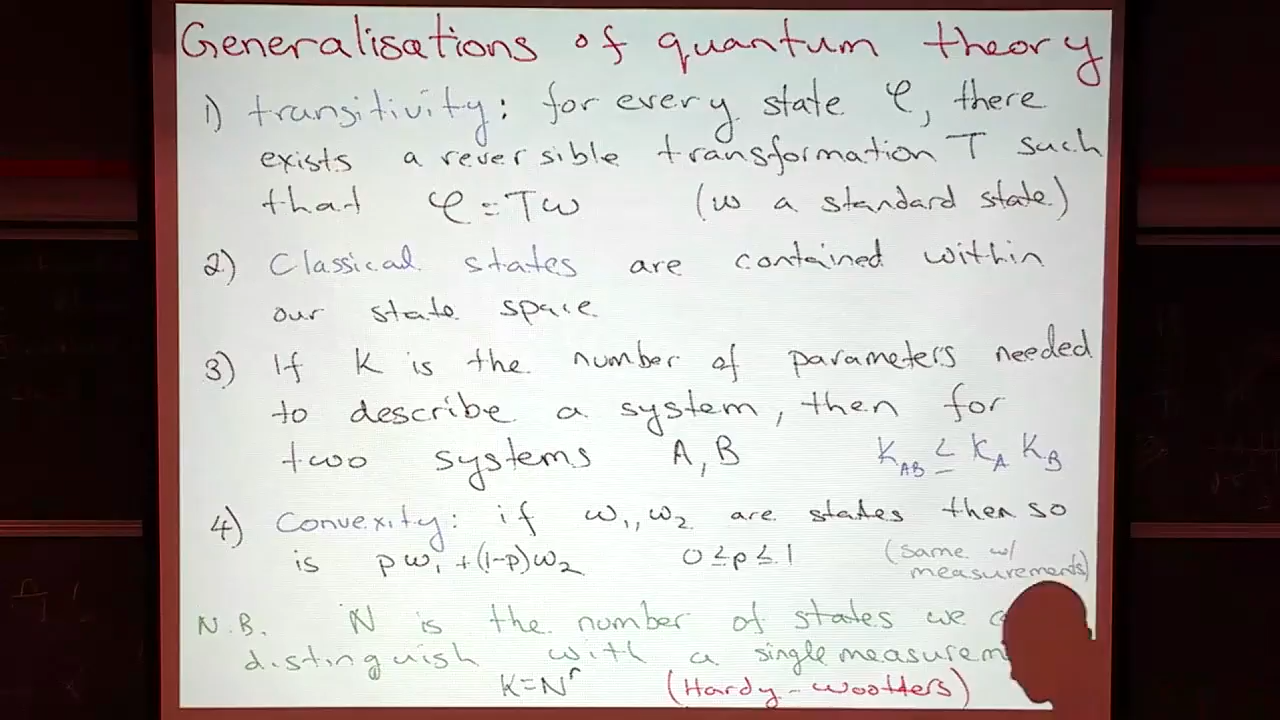 Generalisations of quantum theory
1) transitivity: for every state φ, there
exists a reversible transformation T such
that φ = Tω (ω a standard state)
2) Classical states are contained within
our state space
3) If K is the number of parameters needed
to describe a system, then for
two systems A, B K_AB ≤ K_A K_B
4) Convexity: if ω₁, ω₂ are states then so
is pω₁ + (1-p)ω₂ 0 ≤ p ≤ 1 (same w/
measurements)
N.B. N is the number of states we
distinguish with a single measurem
K = N^r (Hardy-Wootters)